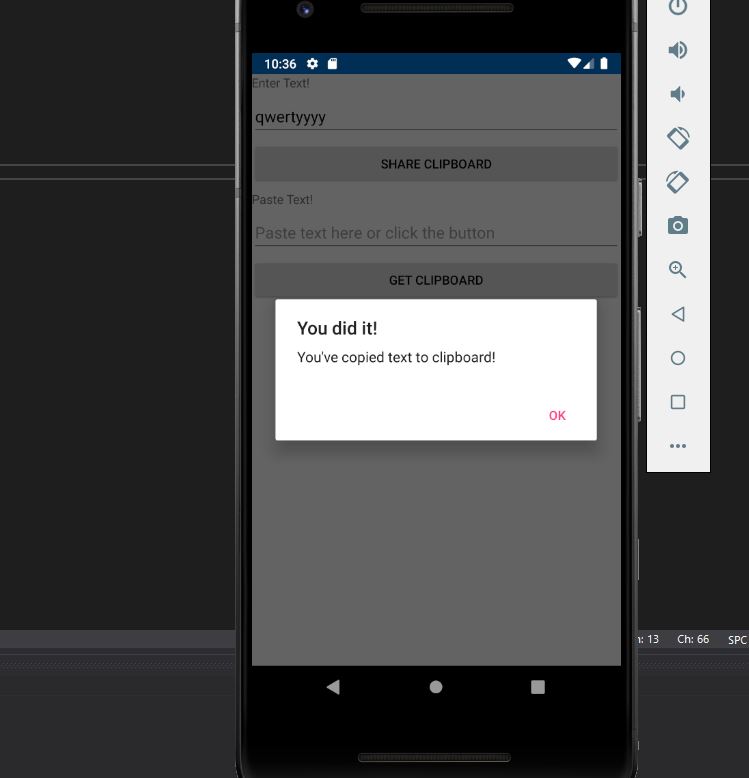 10:36
Enter Text!
qwertyyyy
SHARE CLIPBOARD
Paste Text!
Paste text here or click the button
GET CLIPBOARD
You did it!
You've copied text to clipboard!
OK
: 13 Ch: 66 SPC